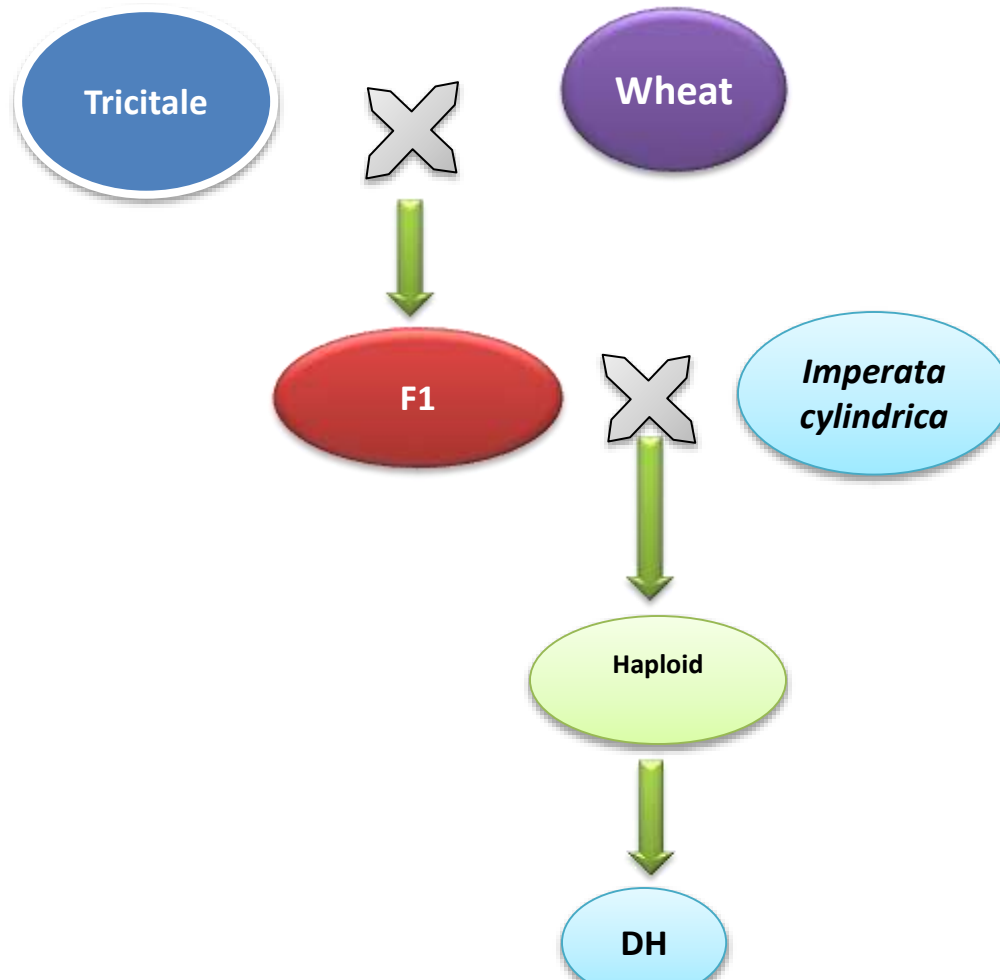 Tricitale
Wheat
F1
Imperata
cylindrica
Haploid
DH